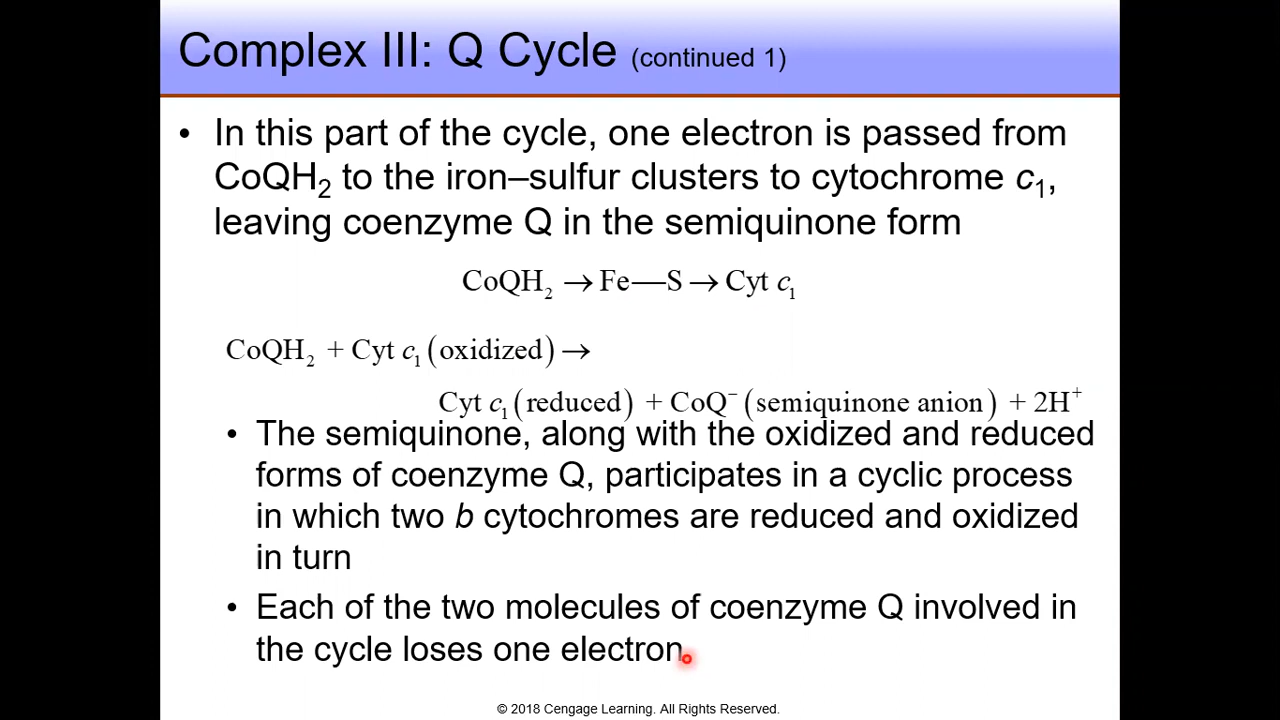 Complex III: Q Cycle (continued 1)
• In this part of the cycle, one electron is passed from
CoQH₂ to the iron–sulfur clusters to cytochrome c₁,
leaving coenzyme Q in the semiquinone form
CoQH₂ → Fe—S → Cyt c₁
CoQH₂ + Cyt c₁ (oxidized) →
Cyt c₁ (reduced) + CoQ⁻ (semiquinone anion) + 2H⁺
• The semiquinone, along with the oxidized and reduced
forms of coenzyme Q, participates in a cyclic process
in which two b cytochromes are reduced and oxidized
in turn
• Each of the two molecules of coenzyme Q involved in
the cycle loses one electron
© 2018 Cengage Learning. All Rights Reserved.